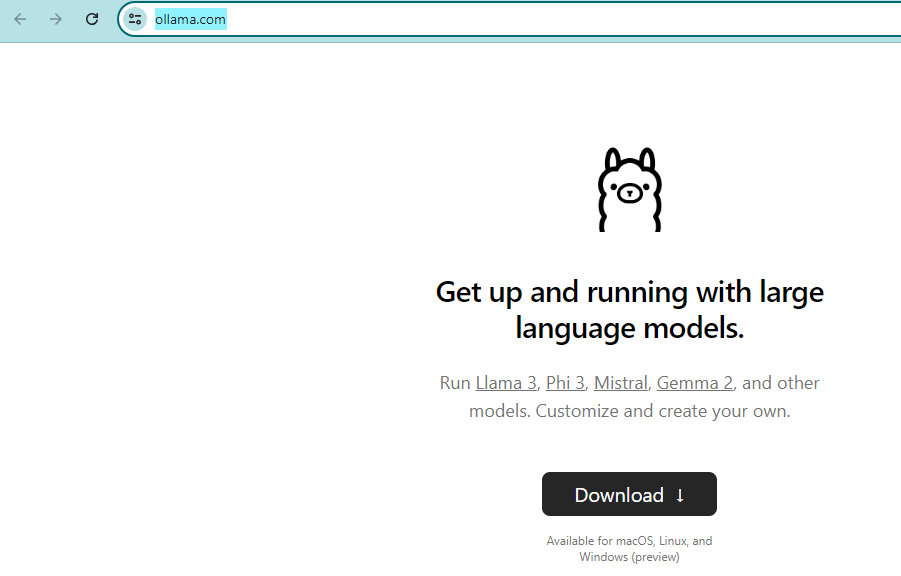 ollama.com
Get up and running with large
language models.
Run Llama 3, Phi 3, Mistral, Gemma 2, and other
models. Customize and create your own.
Download ↓
Available for macOS, Linux, and
Windows (preview)